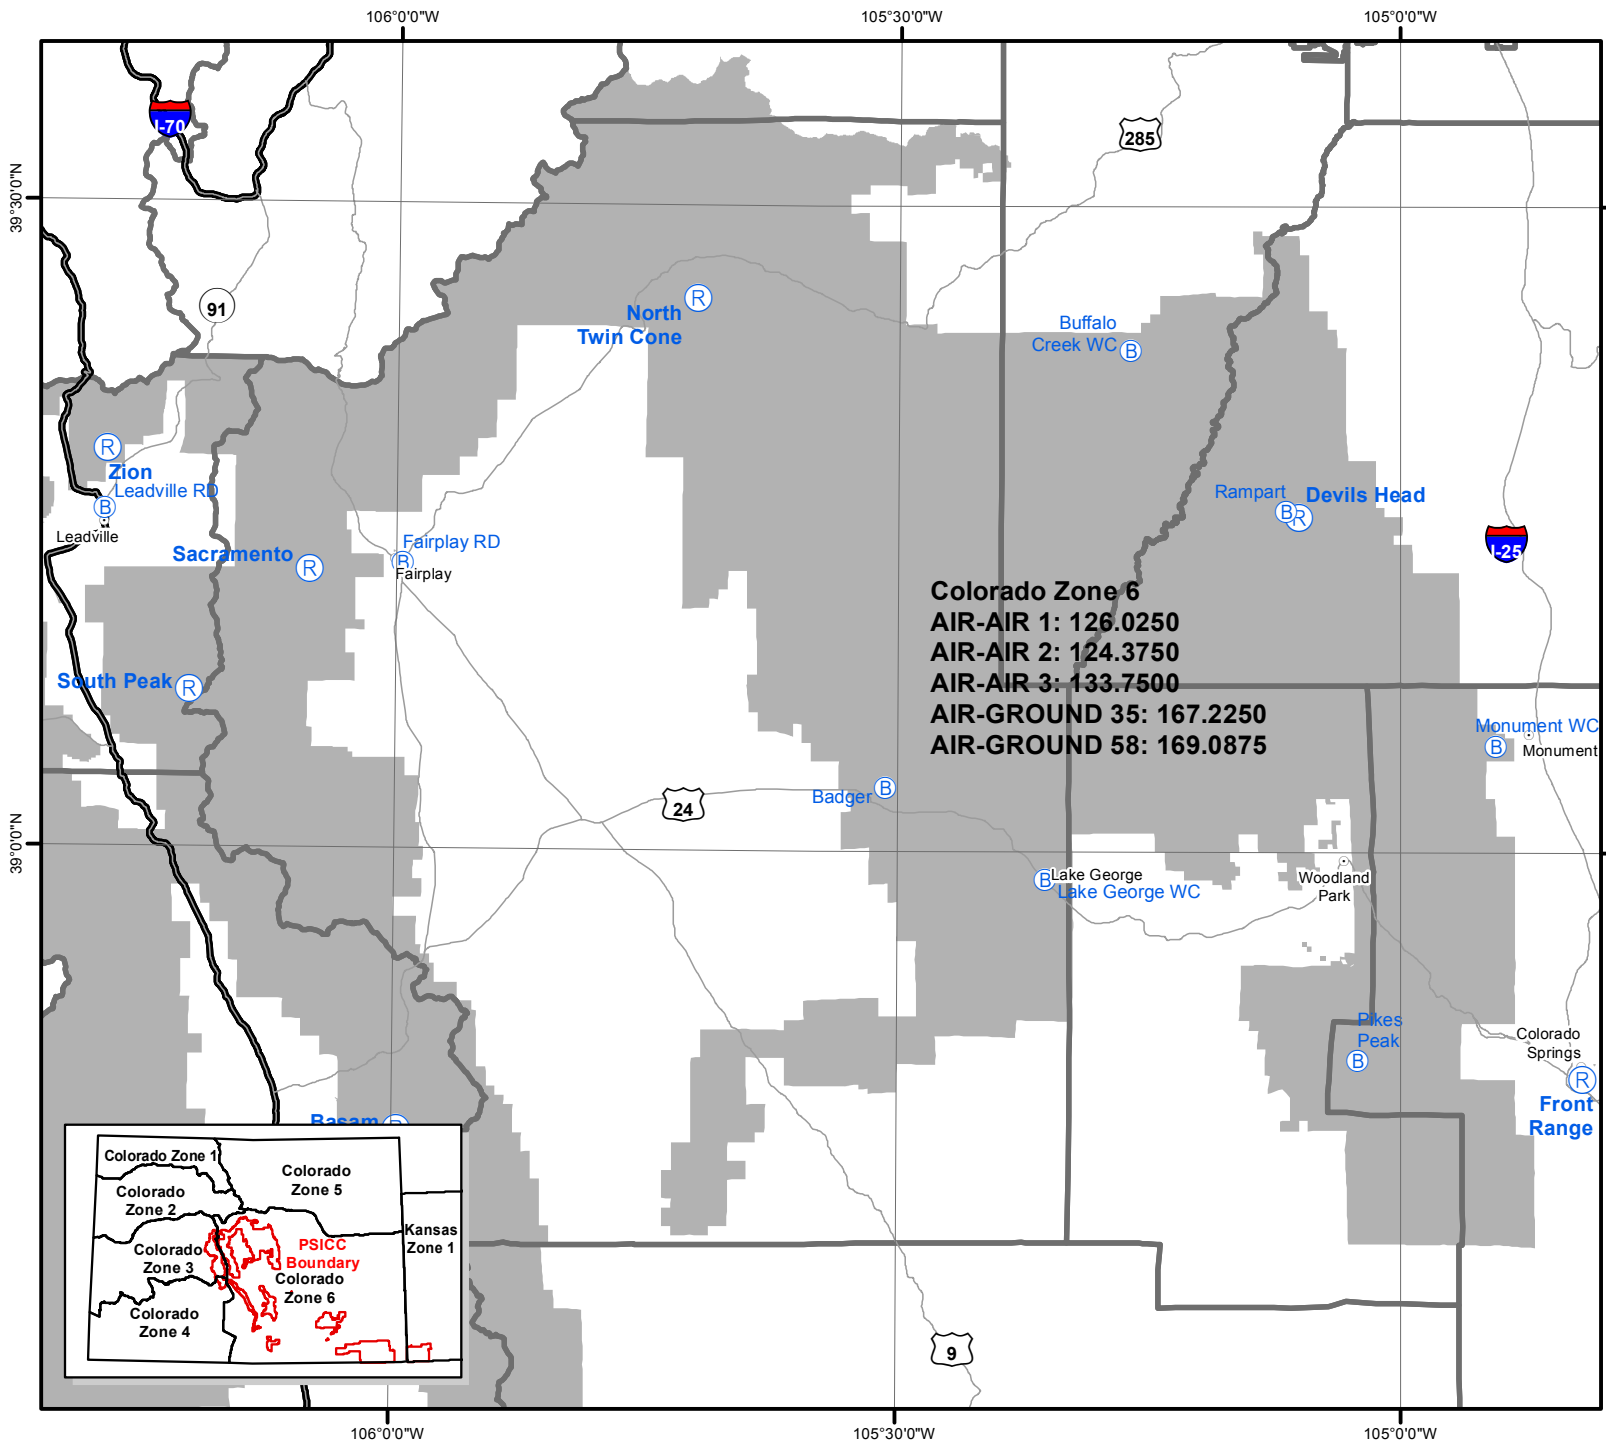 106°0'0"W
105°30'0"W
105°0'0"W
39°30'0"N
39°0'0"N
I-70
285
91
North
Twin Cone
R
Buffalo
Creek WC
B
R
Zion
Leadville RD
B
Leadville
Rampart
B
R
Devils Head
Sacramento
R
Fairplay RD
B
Fairplay
I-25
Colorado Zone 6
AIR-AIR 1: 126.0250
AIR-AIR 2: 124.3750
AIR-AIR 3: 133.7500
AIR-GROUND 35: 167.2250
AIR-GROUND 58: 169.0875
South Peak
R
Monument WC
B
Monument
Badger
B
24
B
Lake George
Lake George WC
Woodland
Park
Pikes
Peak
B
Colorado
Springs
R
Front
Range
Basam
R
Colorado Zone 1
Colorado
Zone 5
Colorado
Zone 2
Kansas
Zone 1
Colorado
Zone 3
PSICC
Boundary
Colorado
Zone 6
Colorado
Zone 4
9
106°0'0"W
105°30'0"W
105°0'0"W